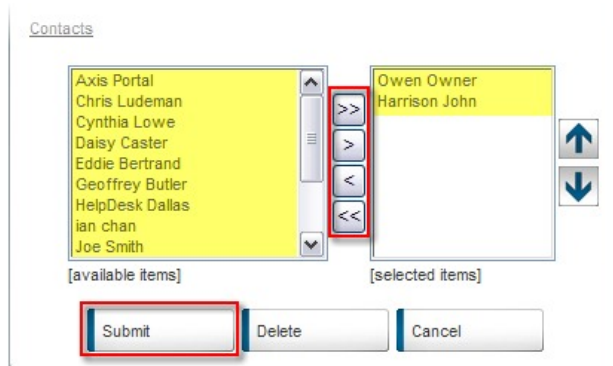 Contacts
Axis Portal
Chris Ludeman
Cynthia Lowe
Daisy Caster
Eddie Bertrand
Geoffrey Butler
HelpDesk Dallas
ian chan
Joe Smith
[available items]
>>
>
<
<<
Owen Owner
Harrison John
[selected items]
Submit
Delete
Cancel